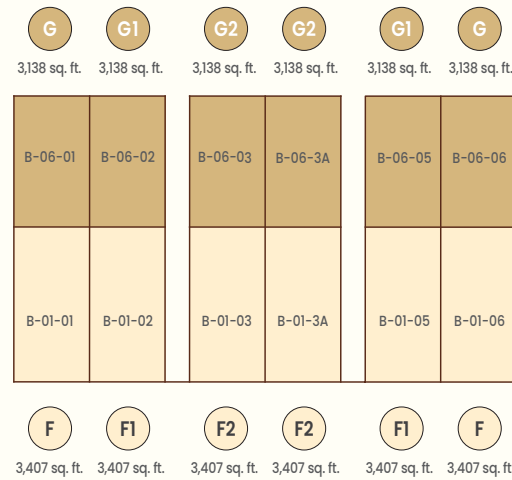 G G1 G2 G2 G1 G
3,138 sq. ft. 3,138 sq. ft. 3,138 sq. ft. 3,138 sq. ft. 3,138 sq. ft. 3,138 sq. ft.
B-06-01 B-06-02 B-06-03 B-06-3A B-06-05 B-06-06
B-01-01 B-01-02 B-01-03 B-01-3A B-01-05 B-01-06
F F1 F2 F2 F1 F
3,407 sq. ft. 3,407 sq. ft. 3,407 sq. ft. 3,407 sq. ft. 3,407 sq. ft. 3,407 sq. ft